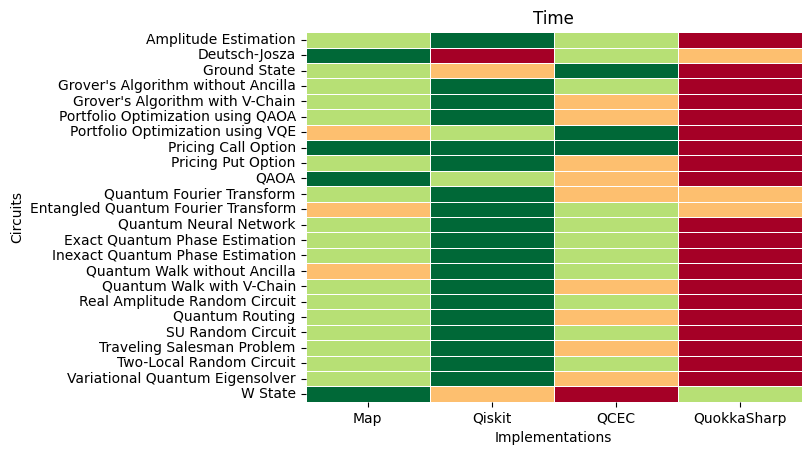 Time
Circuits
Amplitude Estimation
Deutsch-Josza
Ground State
Grover's Algorithm without Ancilla
Grover's Algorithm with V-Chain
Portfolio Optimization using QAOA
Portfolio Optimization using VQE
Pricing Call Option
Pricing Put Option
QAOA
Quantum Fourier Transform
Entangled Quantum Fourier Transform
Quantum Neural Network
Exact Quantum Phase Estimation
Inexact Quantum Phase Estimation
Quantum Walk without Ancilla
Quantum Walk with V-Chain
Real Amplitude Random Circuit
Quantum Routing
SU Random Circuit
Traveling Salesman Problem
Two-Local Random Circuit
Variational Quantum Eigensolver
W State
Map Qiskit QCEC QuokkaSharp
Implementations